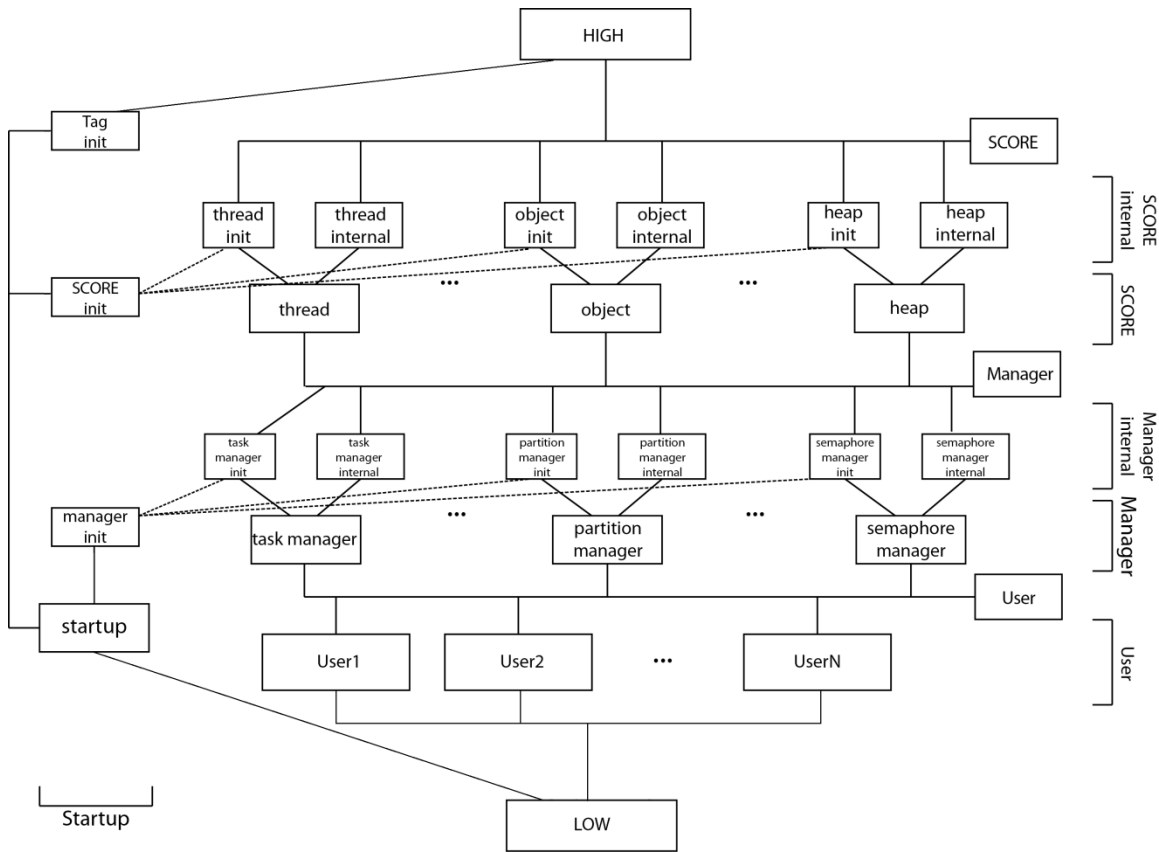 HIGH
Tag
init
SCORE
thread
init
thread
internal
object
init
object
internal
heap
init
heap
internal
SCORE
internal
SCORE
init
thread
...
object
...
heap
SCORE
Manager
task
manager
init
task
manager
internal
partition
manager
init
partition
manager
internal
semaphore
manager
init
semaphore
manager
internal
Manager
internal
manager
init
task manager
...
partition
manager
...
semaphore
manager
Manager
User
startup
User1
User2
...
UserN
User
Startup
LOW